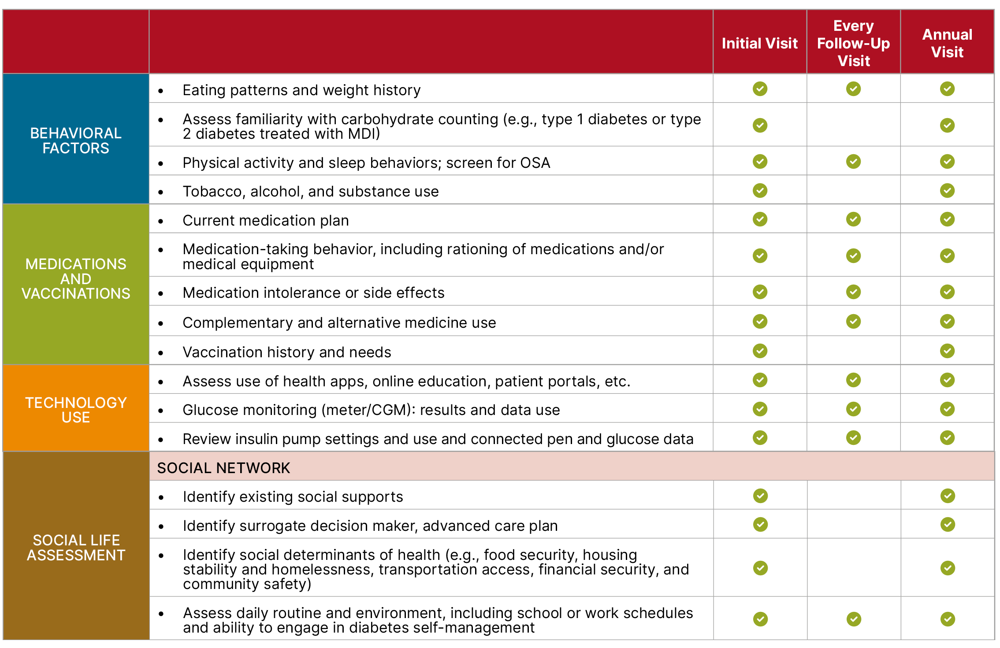 Initial Visit
Every
Follow-Up
Visit
Annual
Visit
BEHAVIORAL
FACTORS
• Eating patterns and weight history
• Assess familiarity with carbohydrate counting (e.g., type 1 diabetes or type
2 diabetes treated with MDI)
• Physical activity and sleep behaviors; screen for OSA
• Tobacco, alcohol, and substance use
MEDICATIONS
AND
VACCINATIONS
• Current medication plan
• Medication-taking behavior, including rationing of medications and/or
medical equipment
• Medication intolerance or side effects
• Complementary and alternative medicine use
• Vaccination history and needs
TECHNOLOGY
USE
• Assess use of health apps, online education, patient portals, etc.
• Glucose monitoring (meter/CGM): results and data use
• Review insulin pump settings and use and connected pen and glucose data
SOCIAL LIFE
ASSESSMENT
SOCIAL NETWORK
• Identify existing social supports
• Identify surrogate decision maker, advanced care plan
• Identify social determinants of health (e.g., food security, housing
stability and homelessness, transportation access, financial security, and
community safety)
• Assess daily routine and environment, including school or work schedules
and ability to engage in diabetes self-management